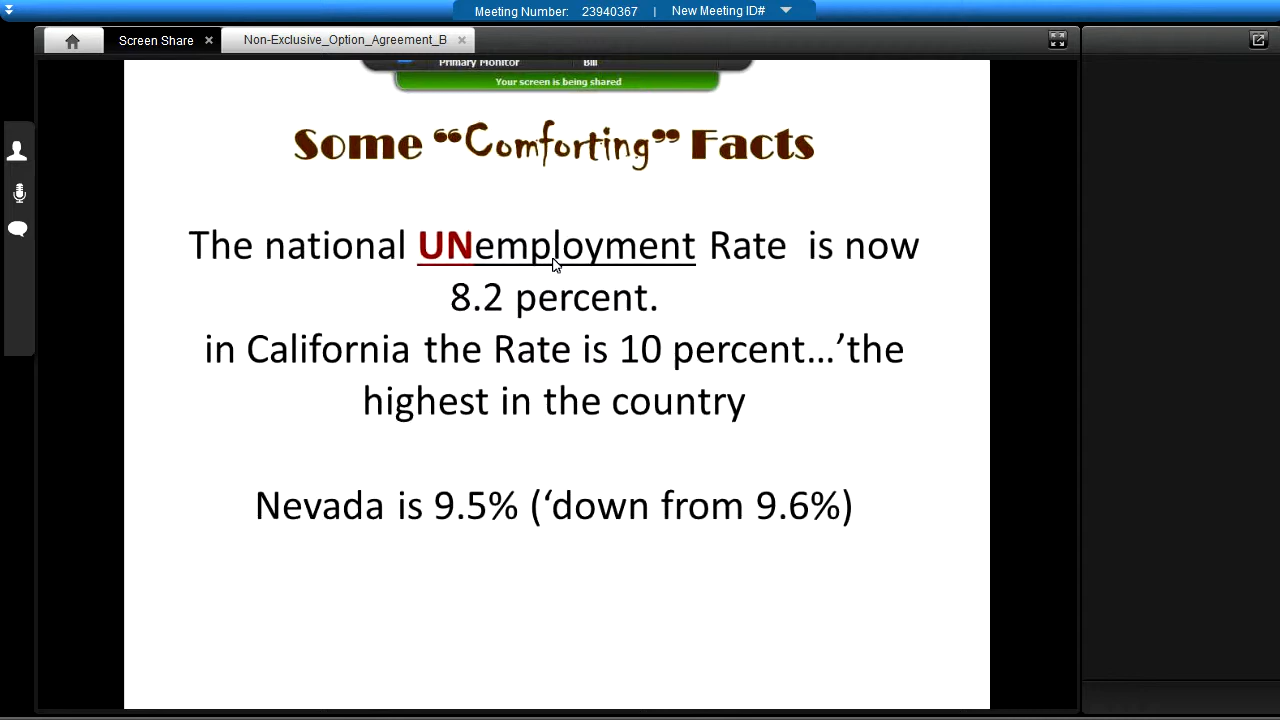 Meeting Number: 23940367 | New Meeting ID#
Screen Share
Non-Exclusive_Option_Agreement_B
Primary Monitor Bill
Your screen is being shared
Some “Comforting” Facts
The national UNemployment Rate is now
8.2 percent.
in California the Rate is 10 percent…’the
highest in the country
Nevada is 9.5% (‘down from 9.6%)